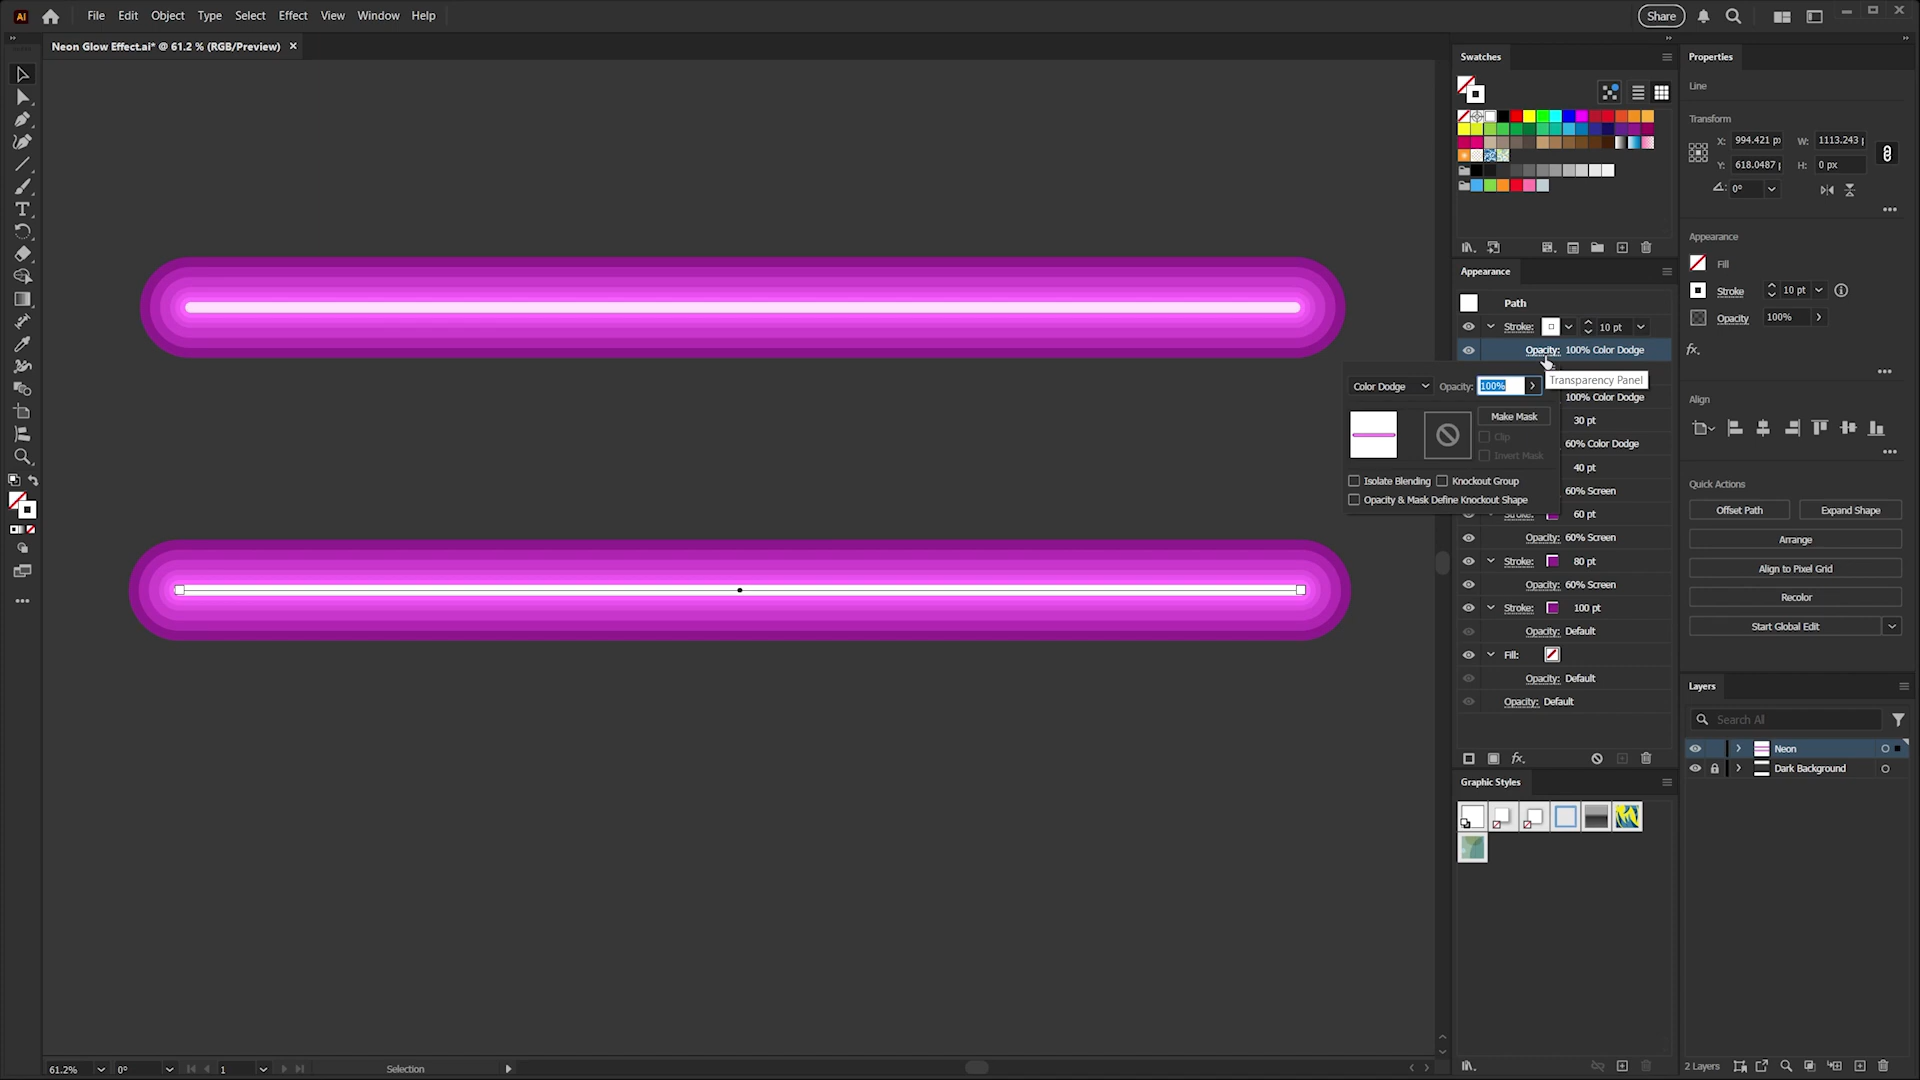 Ai File Edit Object Type Select Effect View Window Help Share
Neon Glow Effect.ai* @ 61.2 % (RGB/Preview) ×
Swatches
Appearance
Path
Stroke: 10 pt
Opacity: 100% Color Dodge
Color Dodge Opacity: 100%
Transparency Panel
100% Color Dodge
Make Mask
30 pt
Clip
60% Color Dodge
Invert Mask
40 pt
Isolate Blending Knockout Group
60% Screen
Opacity & Mask Define Knockout Shape
Stroke: 60 pt
Opacity: 60% Screen
Stroke: 80 pt
Opacity: 60% Screen
Stroke: 100 pt
Opacity: Default
Fill:
Opacity: Default
Opacity: Default
fx.
Graphic Styles
Properties
Line
Transform
X: 994.421 px W: 1113.243
Y: 618.0487 H: 0 px
0°
Appearance
Fill
Stroke 10 pt
Opacity 100%
fx.
Align
Quick Actions
Offset Path Expand Shape
Arrange
Align to Pixel Grid
Recolor
Start Global Edit
Layers
Search All
Neon
Dark Background
61.2% 0° 1 Selection
2 Layers